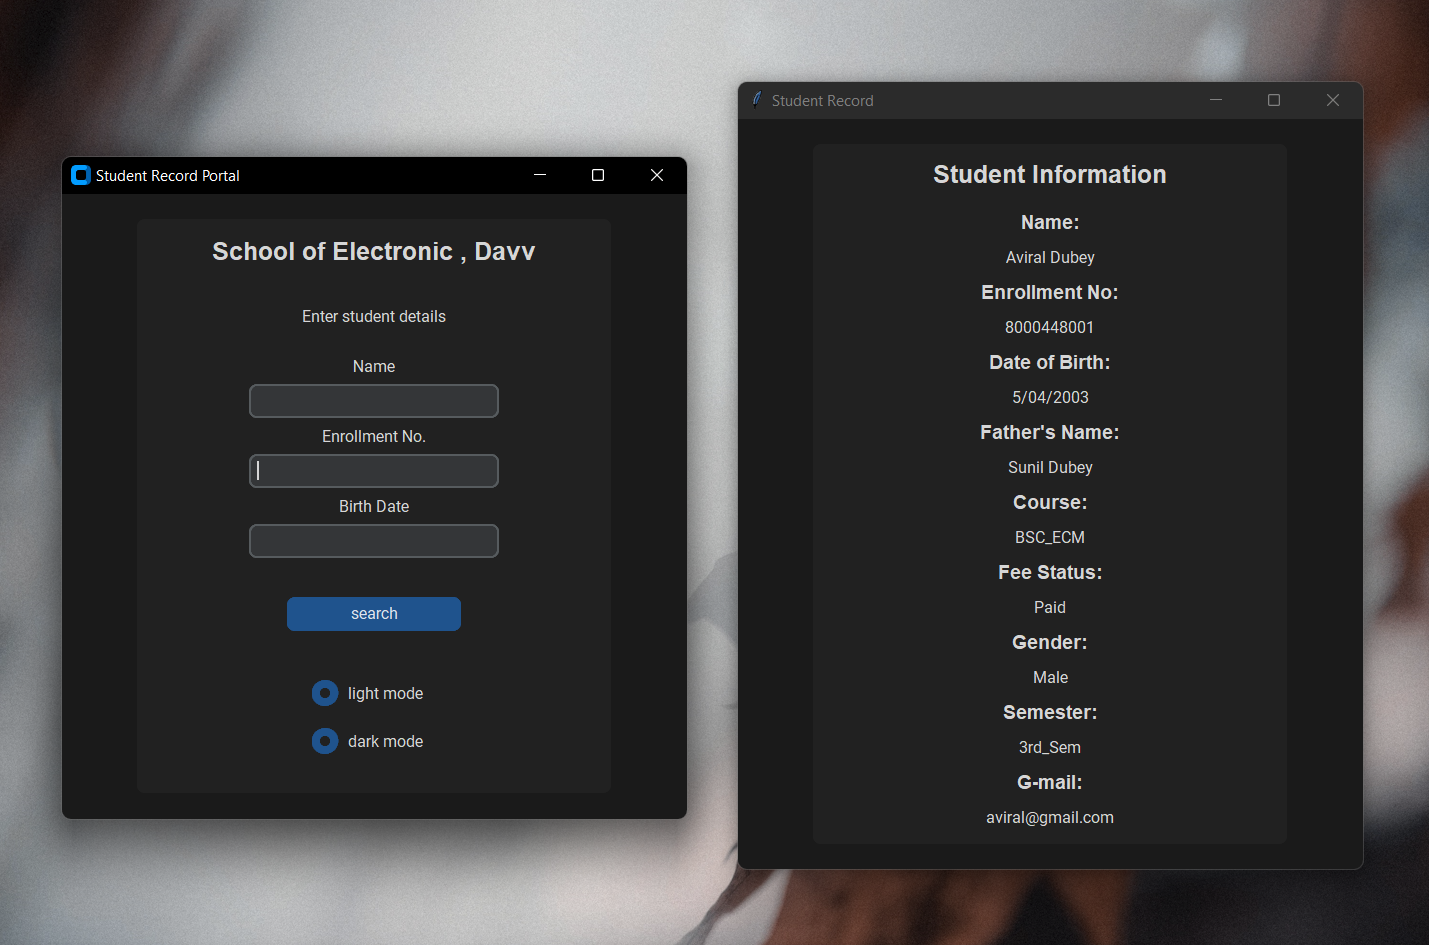 Student Record Portal
School of Electronic , Davv
Enter student details
Name
Enrollment No.
Birth Date
search
light mode
dark mode
Student Record
Student Information
Name:
Aviral Dubey
Enrollment No:
8000448001
Date of Birth:
5/04/2003
Father's Name:
Sunil Dubey
Course:
BSC_ECM
Fee Status:
Paid
Gender:
Male
Semester:
3rd_Sem
G-mail:
aviral@gmail.com